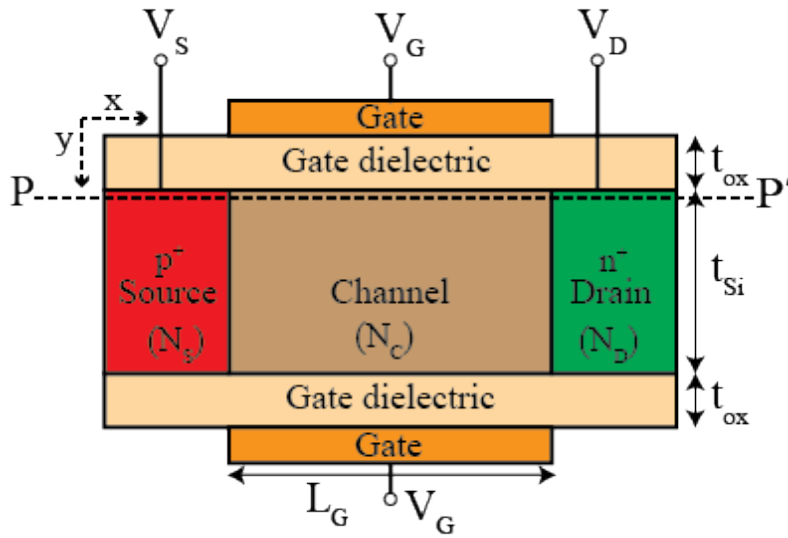 V_S V_G V_D
x
Gate
y
Gate dielectric
t_ox
P P'
p⁻ Source (N_s)
Channel (N_C)
n⁻ Drain (N_D)
t_Si
Gate dielectric
t_ox
Gate
L_G V_G